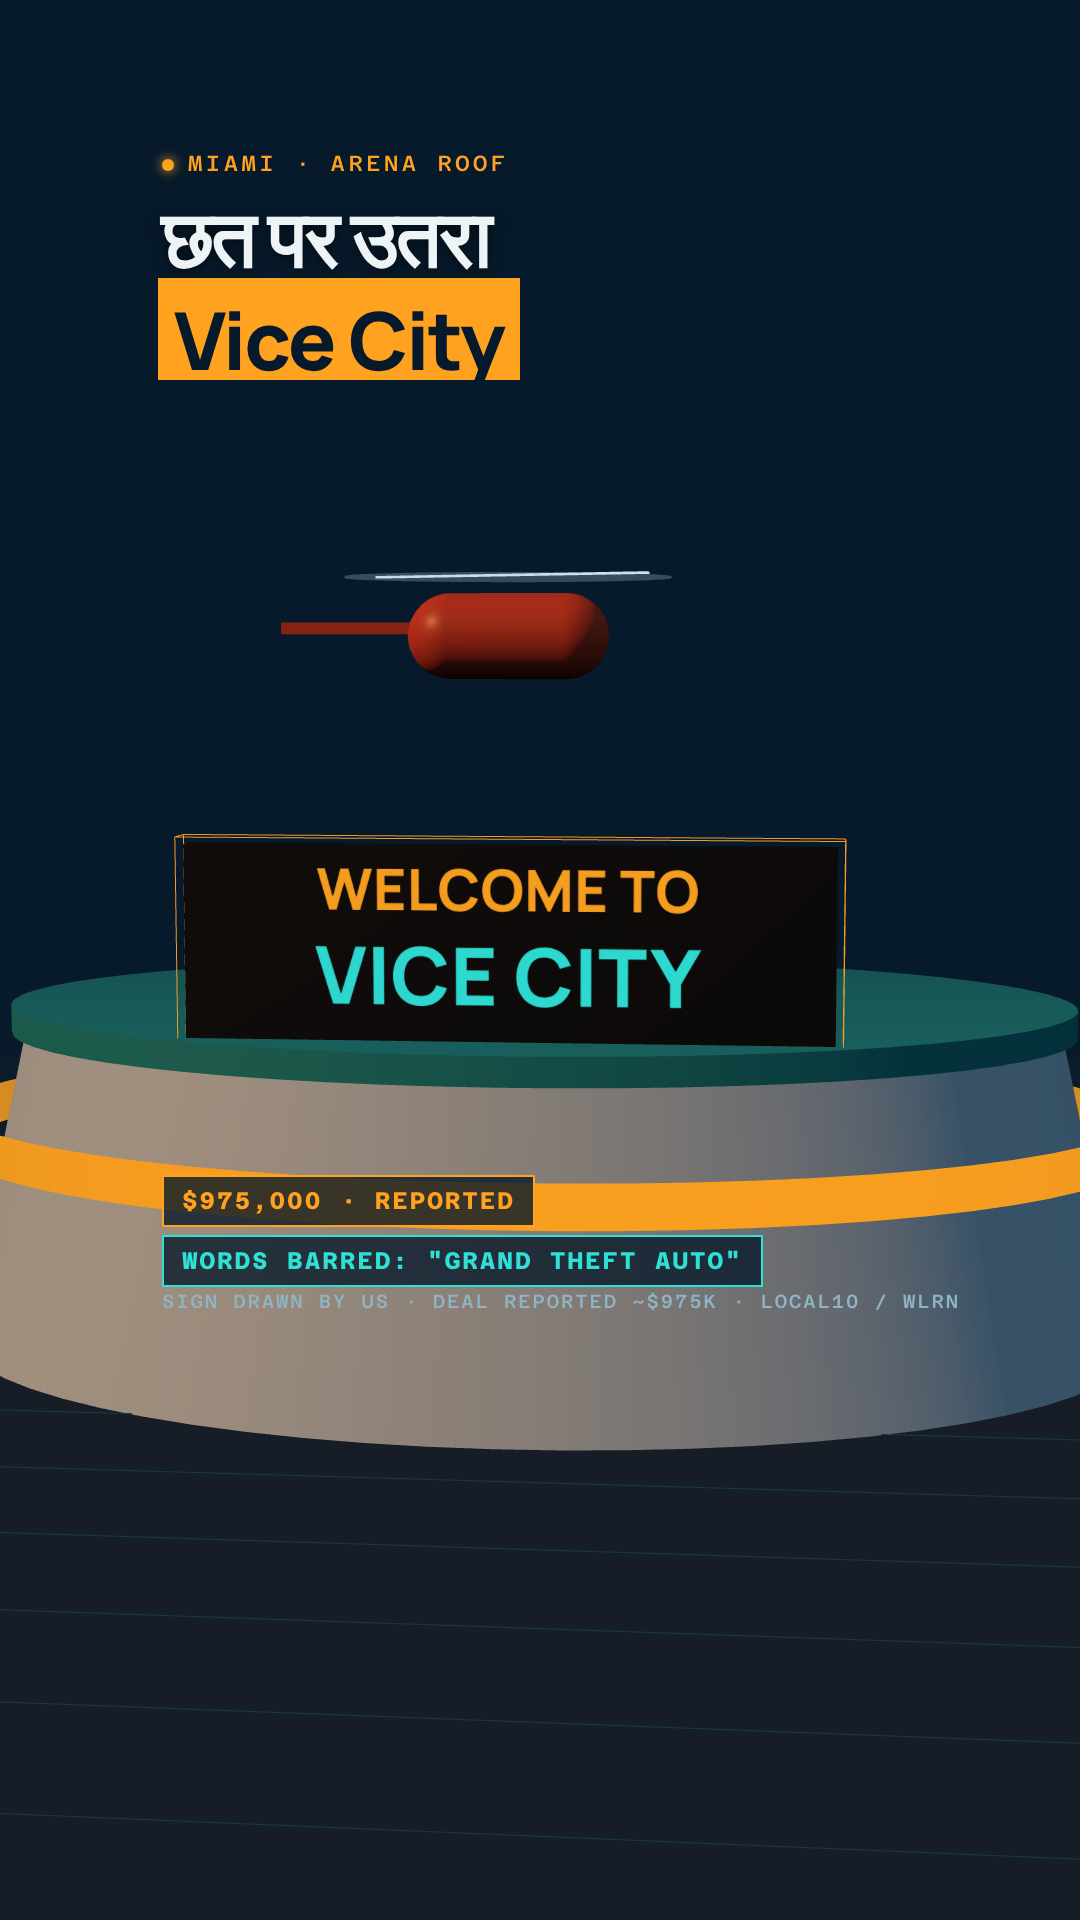 MIAMI · ARENA ROOF
छत पर उतरा
Vice City
WELCOME TO
VICE CITY
$975,000 · REPORTED
WORDS BARRED: "GRAND THEFT AUTO"
SIGN DRAWN BY US · DEAL REPORTED ~$975K · LOCAL10 / WLRN